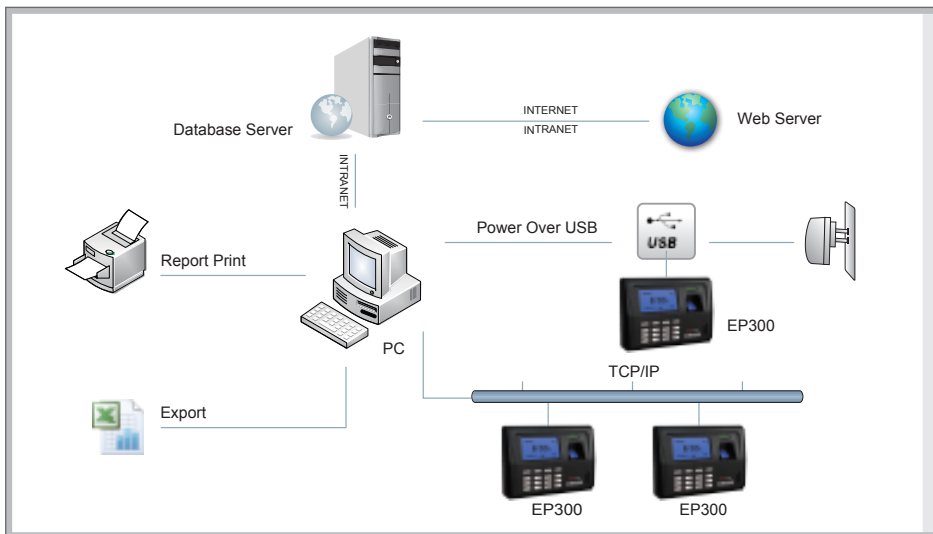 INTERNET
INTRANET
Database Server
Web Server
INTRANET
Power Over USB
USB
Report Print
EP300
PC
TCP/IP
Export
EP300
EP300